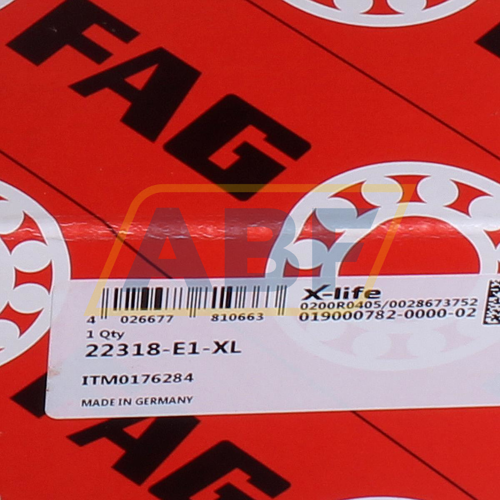 FAG
ABF
X-life
0200R0405/0028673752
019000782-0000-02
4 026677 810663
1 Qty
22318-E1-XL
ITM0176284
MADE IN GERMANY
FAG